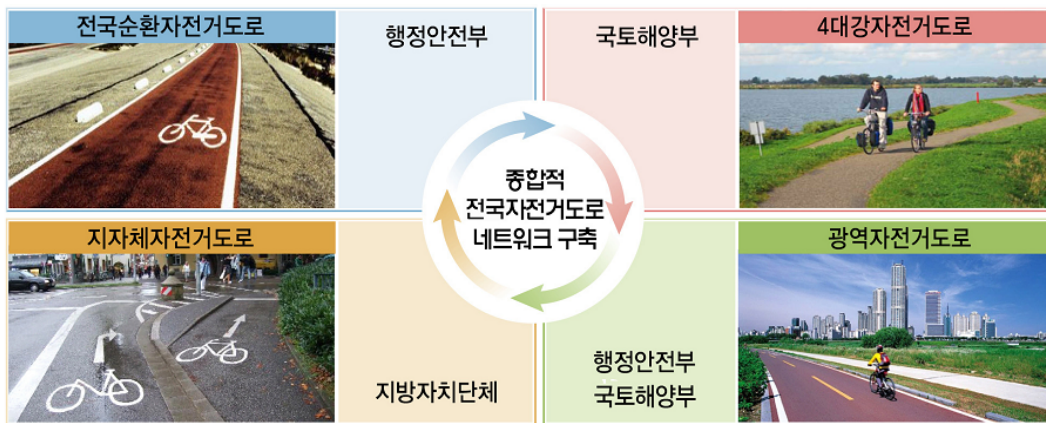 전국순환자전거도로
행정안전부
국토해양부
4대강자전거도로
종합적
전국자전거도로
네트워크 구축
지자체자전거도로
지방자치단체
행정안전부
국토해양부
광역자전거도로